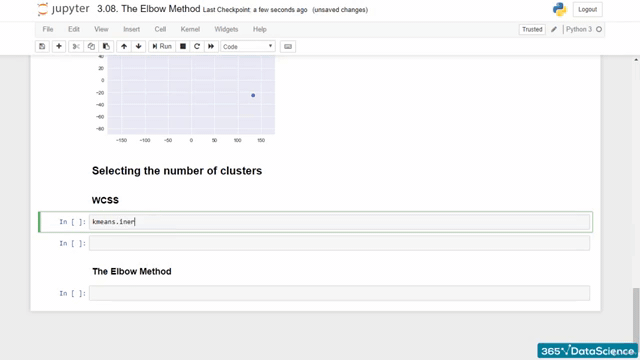 jupyter 3.08. The Elbow Method Last Checkpoint: a few seconds ago (unsaved changes) Logout
File Edit View Insert Cell Kernel Widgets Help Trusted Python 3
Run Code
40
20
0
-20
-40
-60
-80
-150 -100 -50 0 50 100 150
Selecting the number of clusters
WCSS
In [ ]: kmeans.iner
In [ ]:
The Elbow Method
In [ ]:
365 DataScience